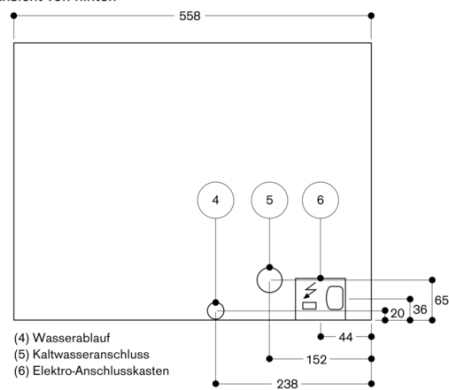 Ansicht von hinten
558
4 5 6
65
36
20
44
152
238
(4) Wasserablauf
(5) Kaltwasseranschluss
(6) Elektro-Anschlusskasten